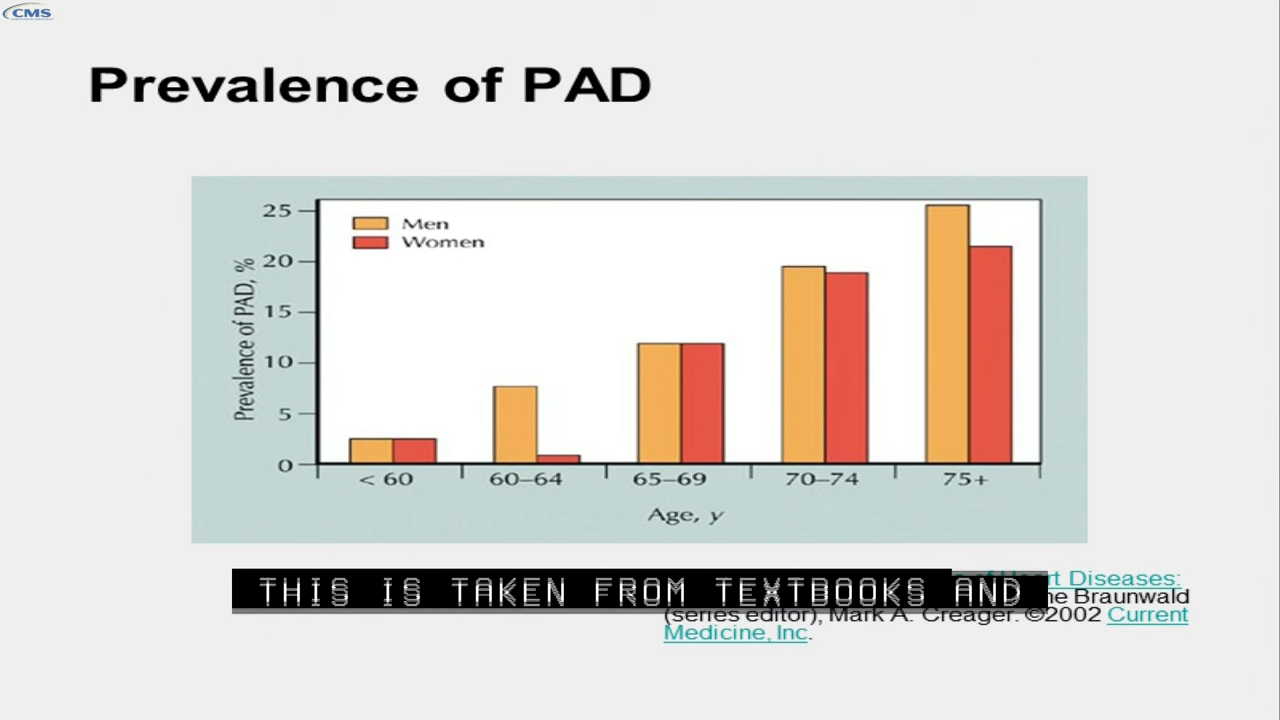 CMS
Prevalence of PAD
25
20
15
10
5
0
Prevalence of PAD, %
Men
Women
< 60
60–64
65–69
70–74
75+
Age, y
THIS IS TAKEN FROM TEXTBOOKS AND
Diseases:
Braunwald
(series editor), Mark A. Creager. ©2002 Current
Medicine, Inc.